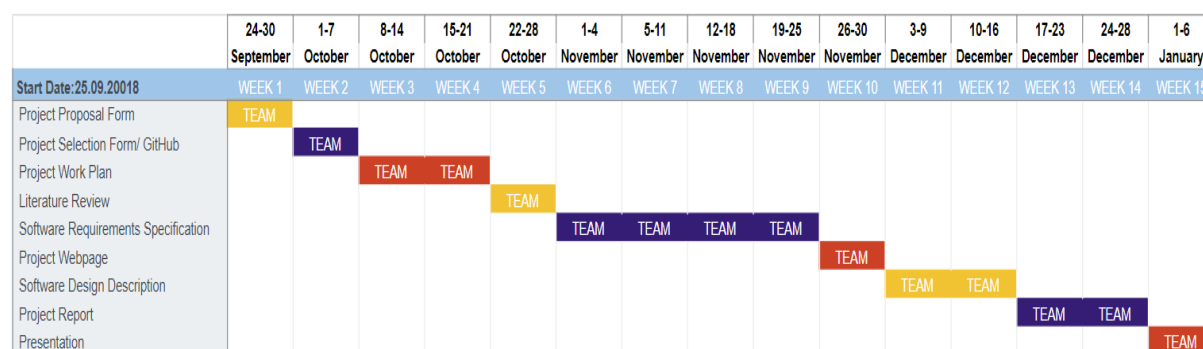 24-30 1-7 8-14 15-21 22-28 1-4 5-11 12-18 19-25 26-30 3-9 10-16 17-23 24-28 1-6
September October October October October November November November November November December December December December January
Start Date:25.09.20018 WEEK 1 WEEK 2 WEEK 3 WEEK 4 WEEK 5 WEEK 6 WEEK 7 WEEK 8 WEEK 9 WEEK 10 WEEK 11 WEEK 12 WEEK 13 WEEK 14 WEEK 15
Project Proposal Form TEAM
Project Selection Form/ GitHub TEAM
Project Work Plan TEAM TEAM
Literature Review TEAM
Software Requirements Specification TEAM TEAM TEAM TEAM
Project Webpage TEAM
Software Design Description TEAM TEAM
Project Report TEAM TEAM
Presentation TEAM